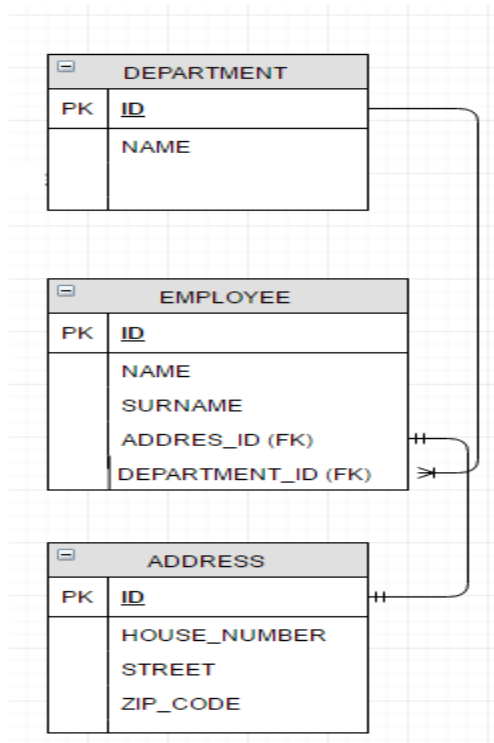 DEPARTMENT
PK ID
NAME
EMPLOYEE
PK ID
NAME
SURNAME
ADDRES_ID (FK)
DEPARTMENT_ID (FK)
ADDRESS
PK ID
HOUSE_NUMBER
STREET
ZIP_CODE